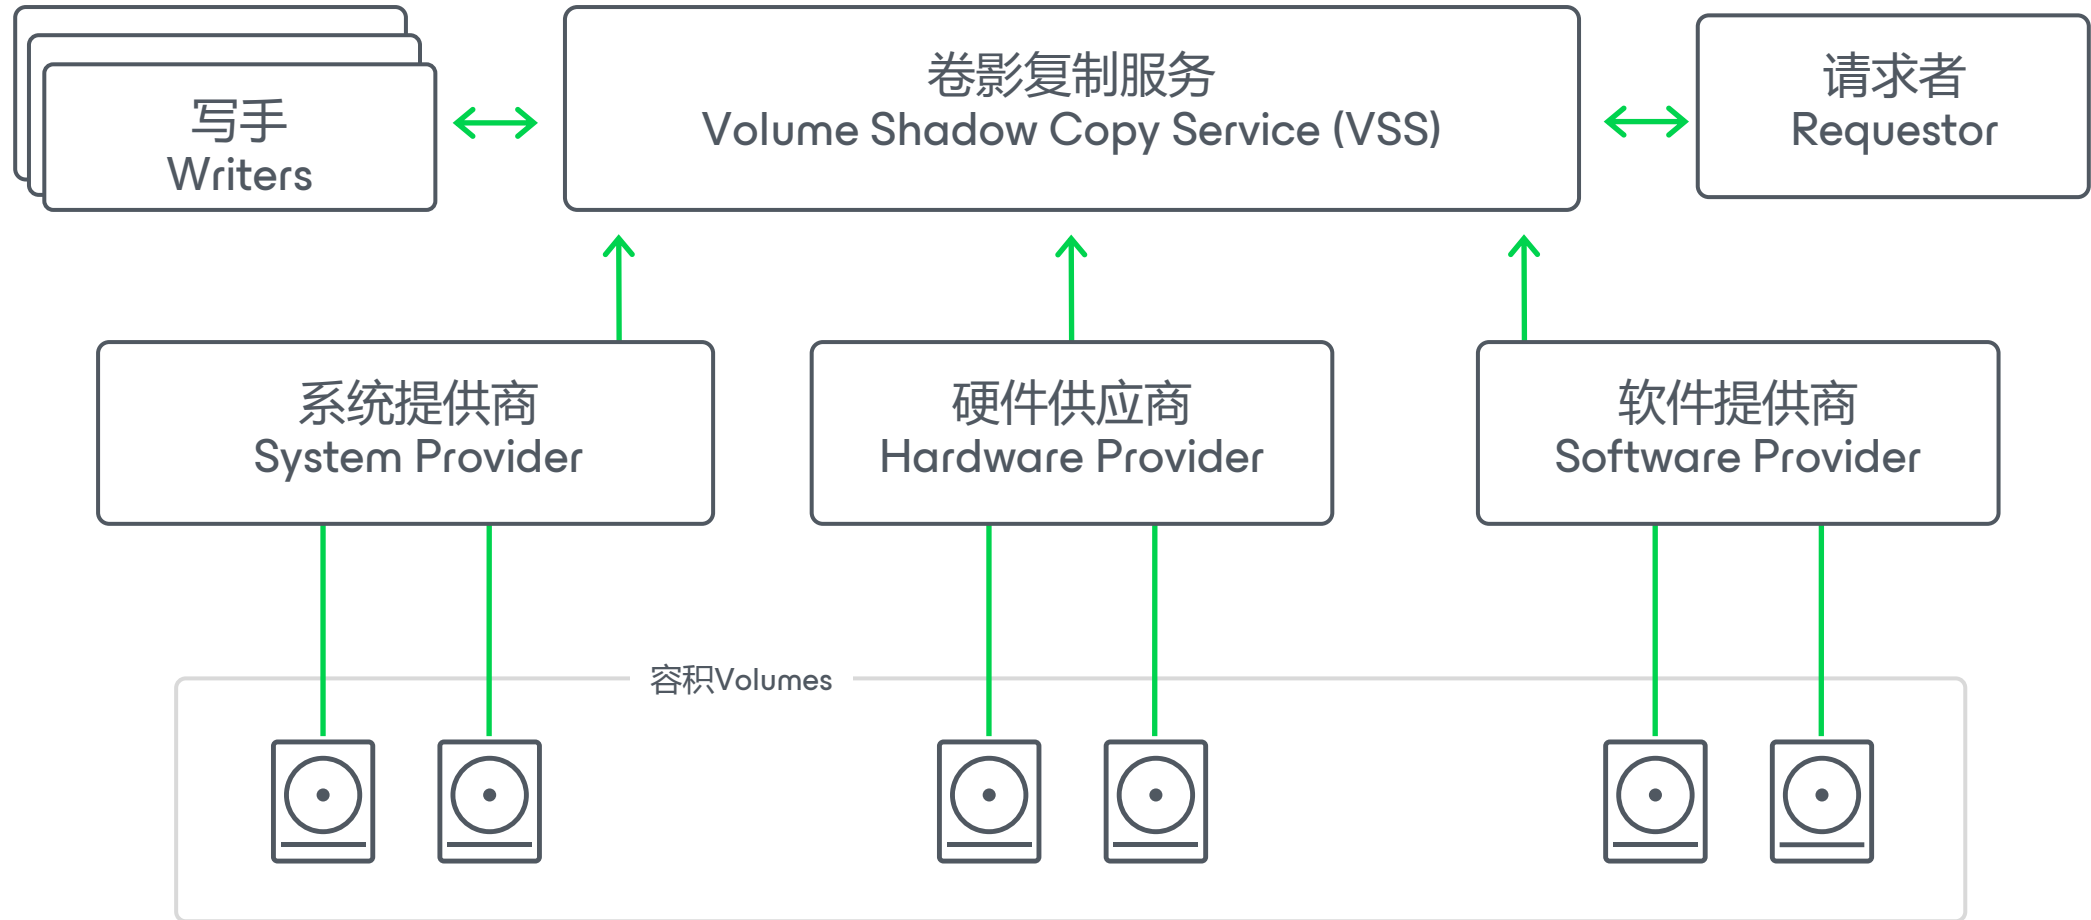 写手
Writers
卷影复制服务
Volume Shadow Copy Service (VSS)
请求者
Requestor
系统提供商
System Provider
硬件供应商
Hardware Provider
软件提供商
Software Provider
容积Volumes